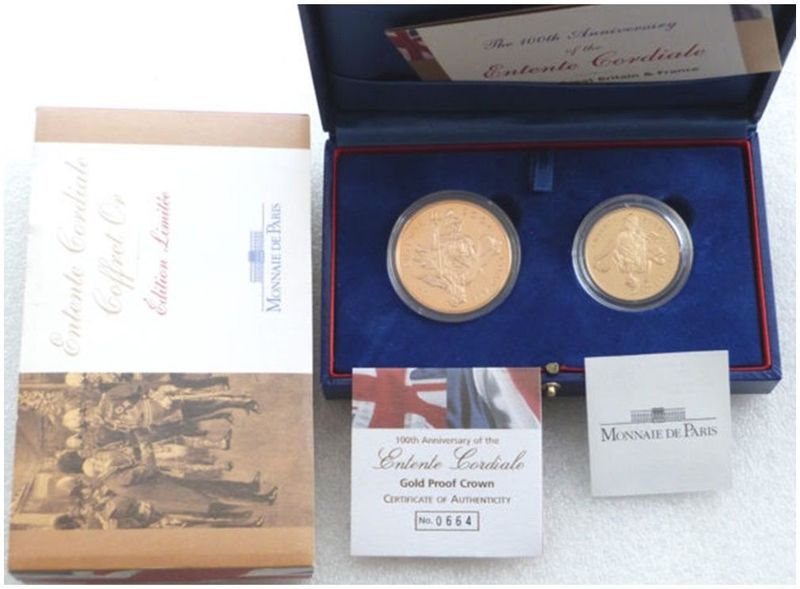 The 100th Anniversary
of the
Entente Cordiale
Great Britain & France
Entente Cordiale
Coffret Or
Édition Limitée
MONNAIE DE PARIS
100th Anniversary of the
Entente Cordiale
Gold Proof Crown
CERTIFICATE OF AUTHENTICITY
No. 0664
MONNAIE DE PARIS